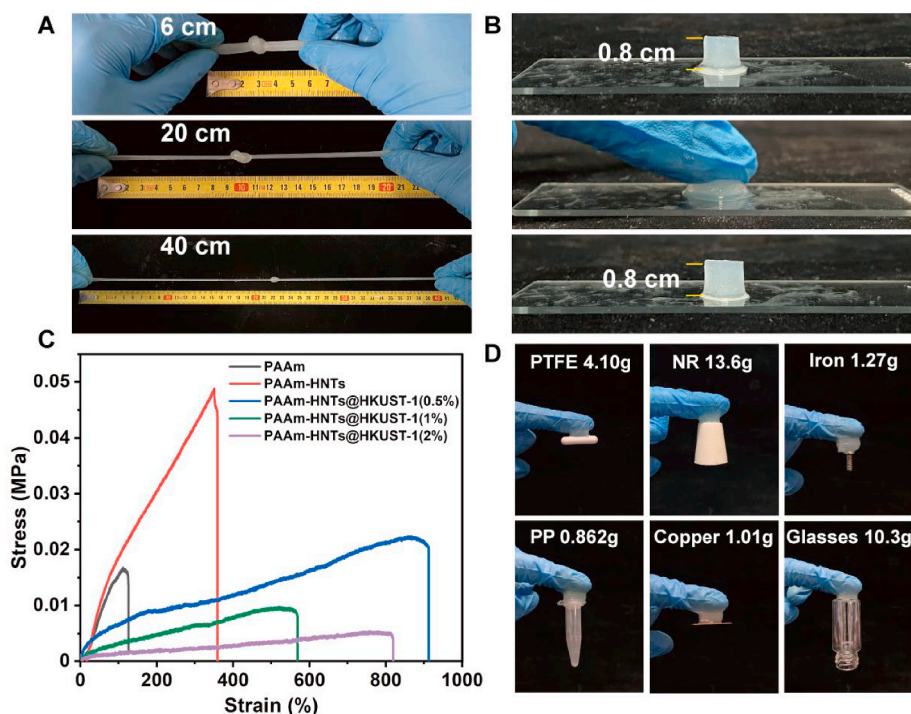 A
6 cm
20 cm
40 cm
B
0.8 cm
0.8 cm
C
PAAm
PAAm-HNTs
PAAm-HNTs@HKUST-1(0.5%)
PAAm-HNTs@HKUST-1(1%)
PAAm-HNTs@HKUST-1(2%)
Stress (MPa)
0.05
0.04
0.03
0.02
0.01
0
0 200 400 600 800 1000
Strain (%)
D
PTFE 4.10g
NR 13.6g
Iron 1.27g
PP 0.862g
Copper 1.01g
Glasses 10.3g